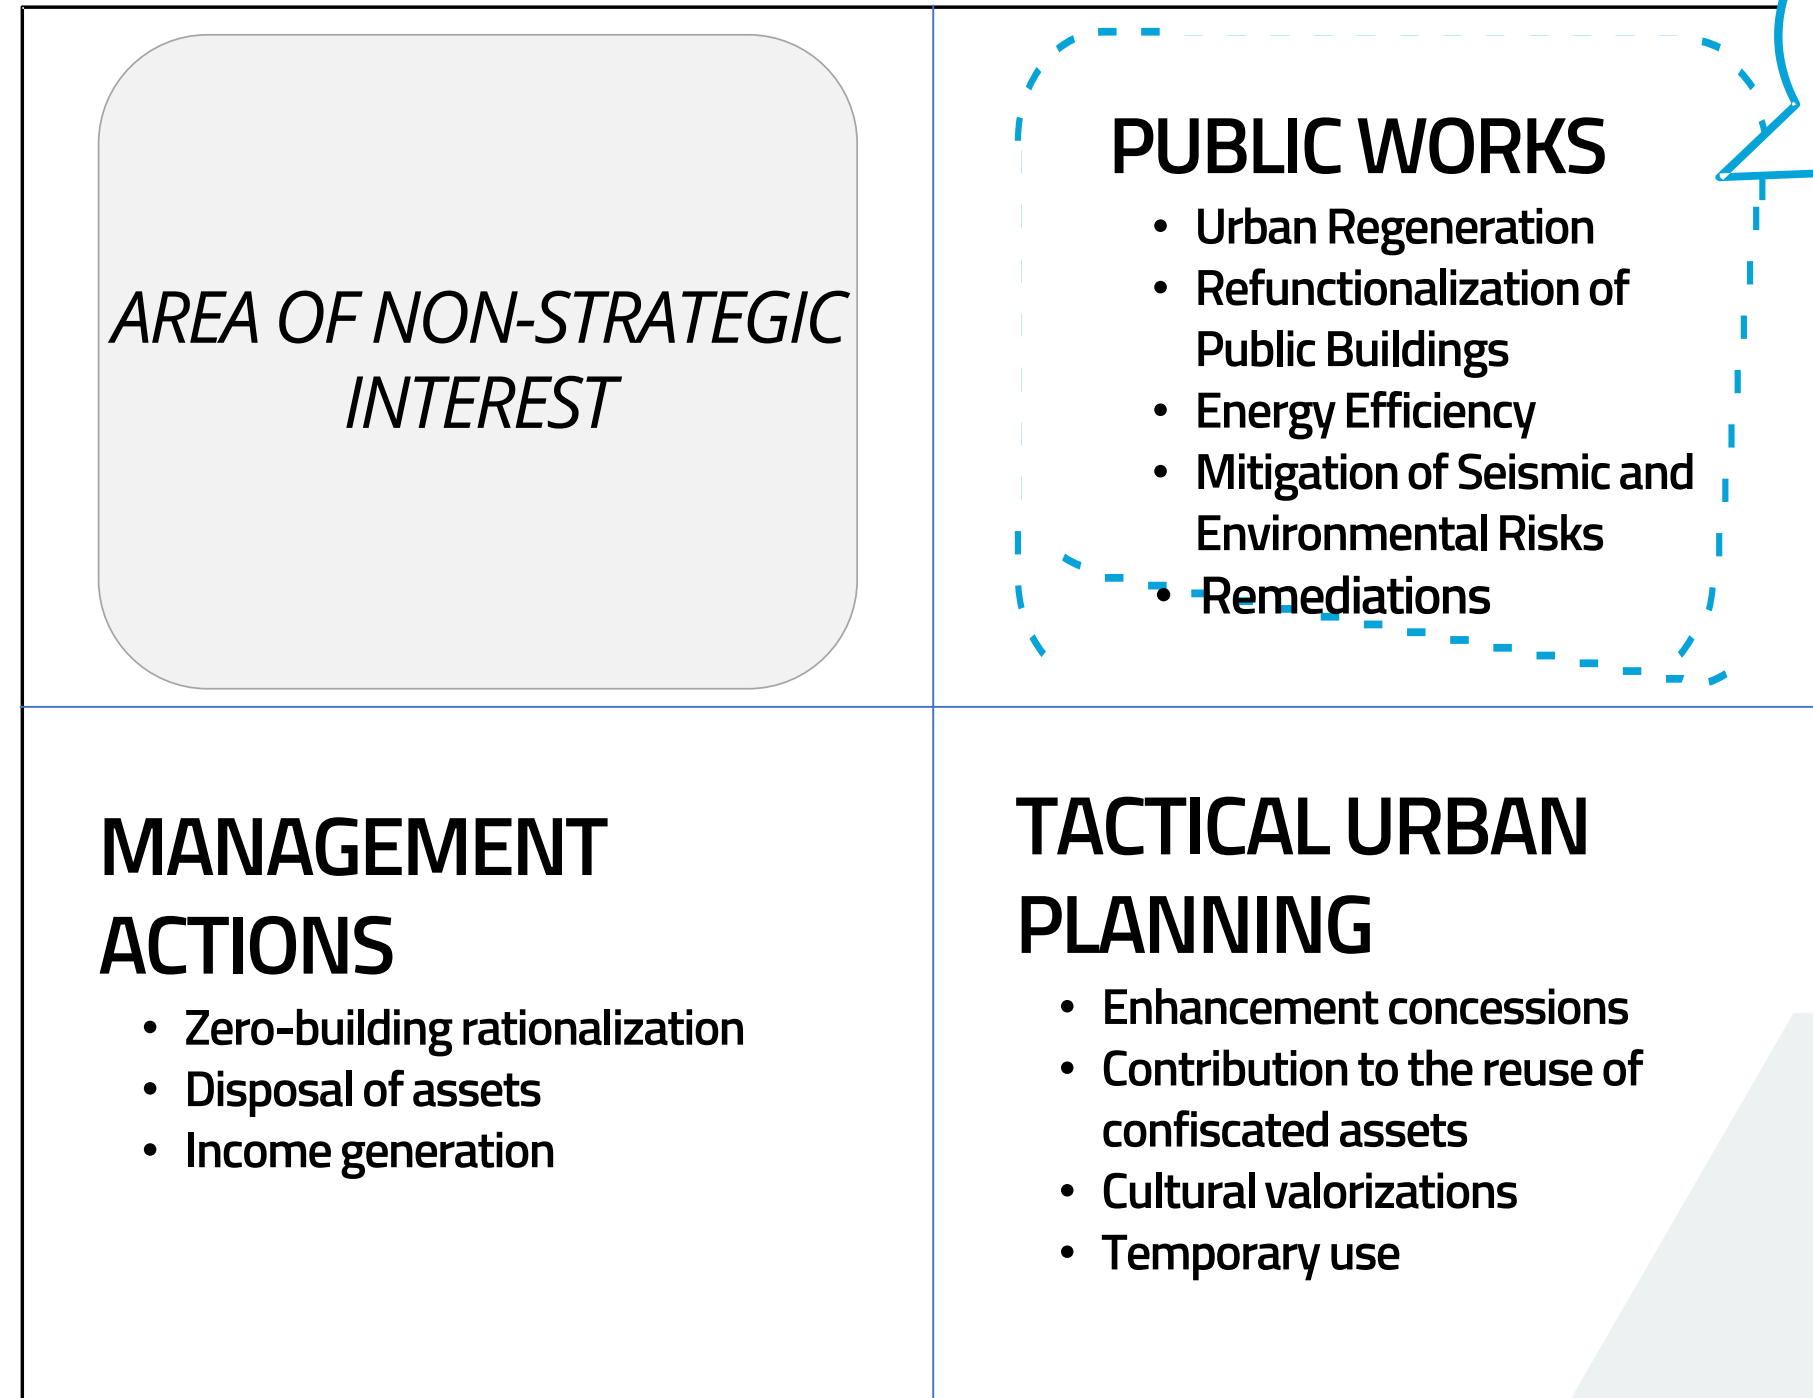 AREA OF NON-STRATEGIC
INTEREST
PUBLIC WORKS
• Urban Regeneration
• Refunctionalization of
Public Buildings
• Energy Efficiency
• Mitigation of Seismic and
Environmental Risks
• Remediations
MANAGEMENT
ACTIONS
• Zero-building rationalization
• Disposal of assets
• Income generation
TACTICAL URBAN
PLANNING
• Enhancement concessions
• Contribution to the reuse of
confiscated assets
• Cultural valorizations
• Temporary use